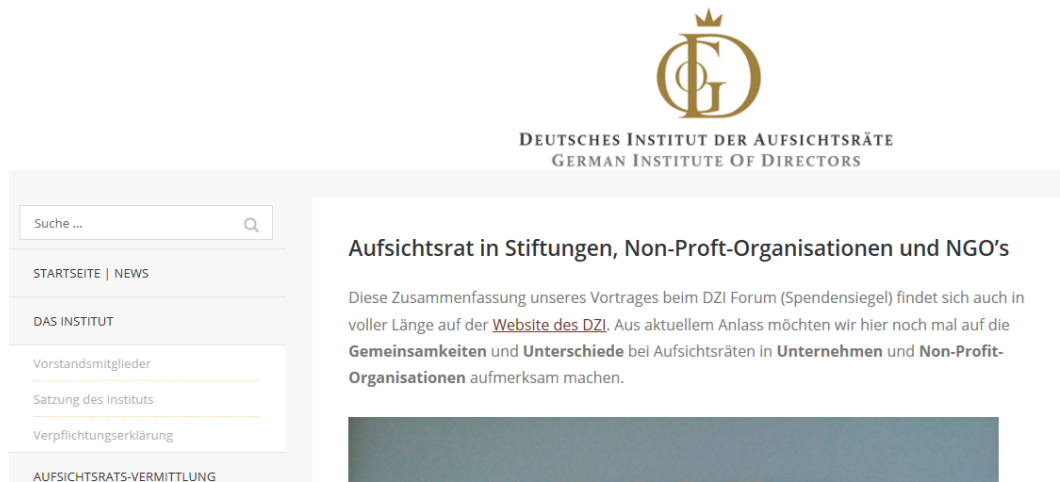 DEUTSCHES INSTITUT DER AUFSICHTSRÄTE
GERMAN INSTITUTE OF DIRECTORS
Suche ...
STARTSEITE | NEWS
DAS INSTITUT
Vorstandsmitglieder
Satzung des Instituts
Verpflichtungserklärung
AUFSICHTSRATS-VERMITTLUNG
Aufsichtsrat in Stiftungen, Non-Proft-Organisationen und NGO’s
Diese Zusammenfassung unseres Vortrages beim DZI Forum (Spendensiegel) findet sich auch in
voller Länge auf der Website des DZI. Aus aktuellem Anlass möchten wir hier noch mal auf die
Gemeinsamkeiten und Unterschiede bei Aufsichtsräten in Unternehmen und Non-Profit-
Organisationen aufmerksam machen.